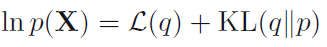 ln p(X) = ℒ(q) + KL(q‖p)